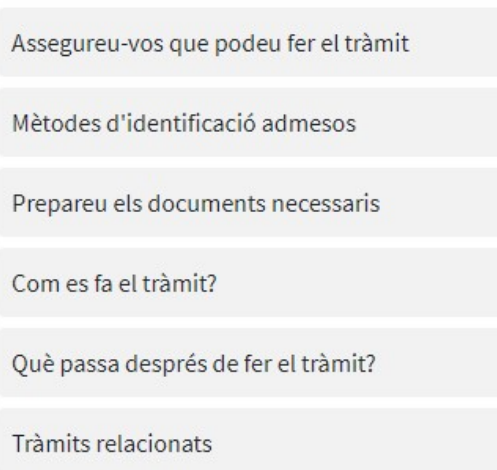 Assegureu-vos que podeu fer el tràmit
Mètodes d'identificació admesos
Prepareu els documents necessaris
Com es fa el tràmit?
Què passa després de fer el tràmit?
Tràmits relacionats